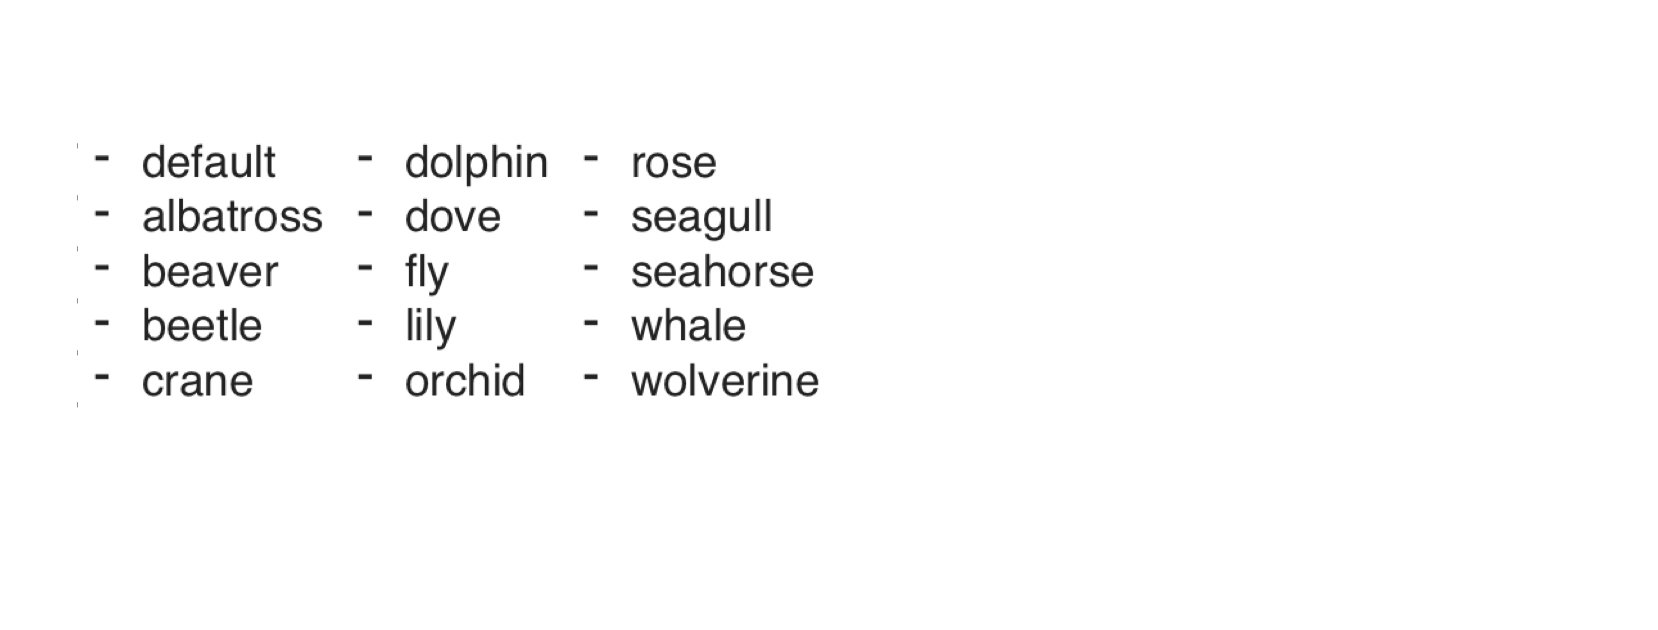 - default - dolphin - rose
- albatross - dove - seagull
- beaver - fly - seahorse
- beetle - lily - whale
- crane - orchid - wolverine